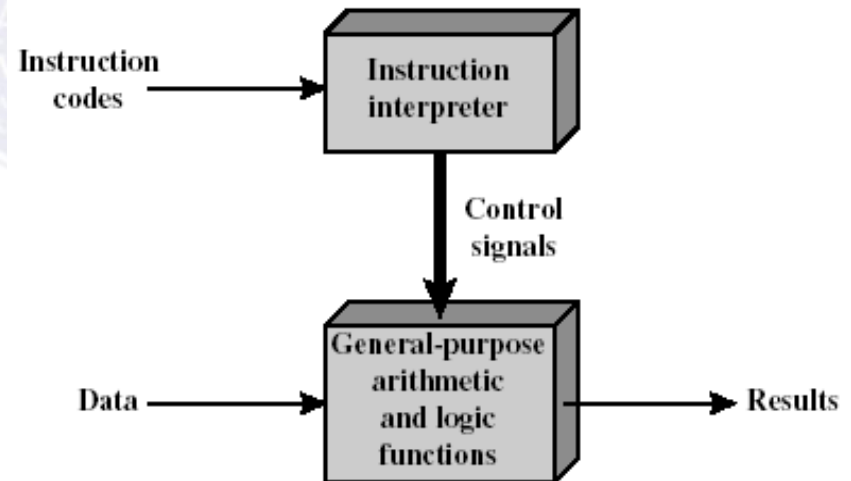 Instruction
codes
Instruction
interpreter
Control
signals
Data
General-purpose
arithmetic
and logic
functions
Results